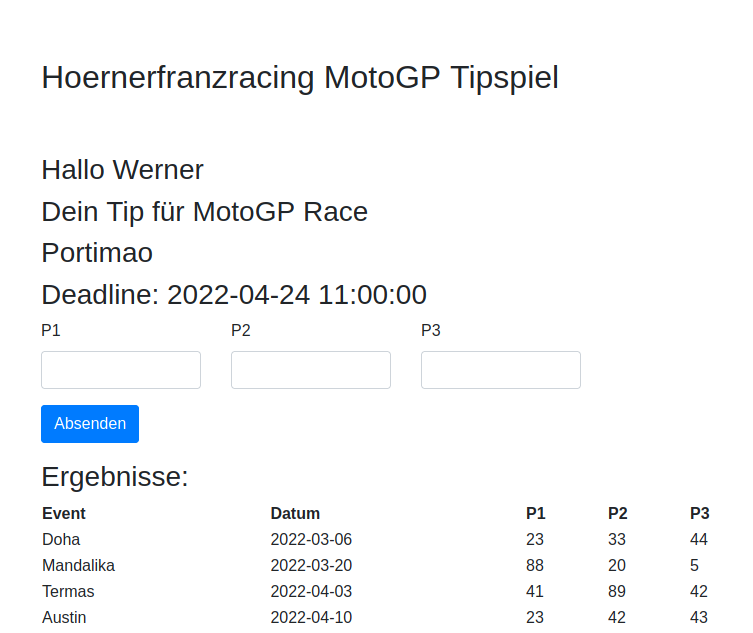 Hoernerfranzracing MotoGP Tipspiel
Hallo Werner
Dein Tip für MotoGP Race
Portimao
Deadline: 2022-04-24 11:00:00
P1 P2 P3
Absenden
Ergebnisse:
Event Datum P1 P2 P3
Doha 2022-03-06 23 33 44
Mandalika 2022-03-20 88 20 5
Termas 2022-04-03 41 89 42
Austin 2022-04-10 23 42 43